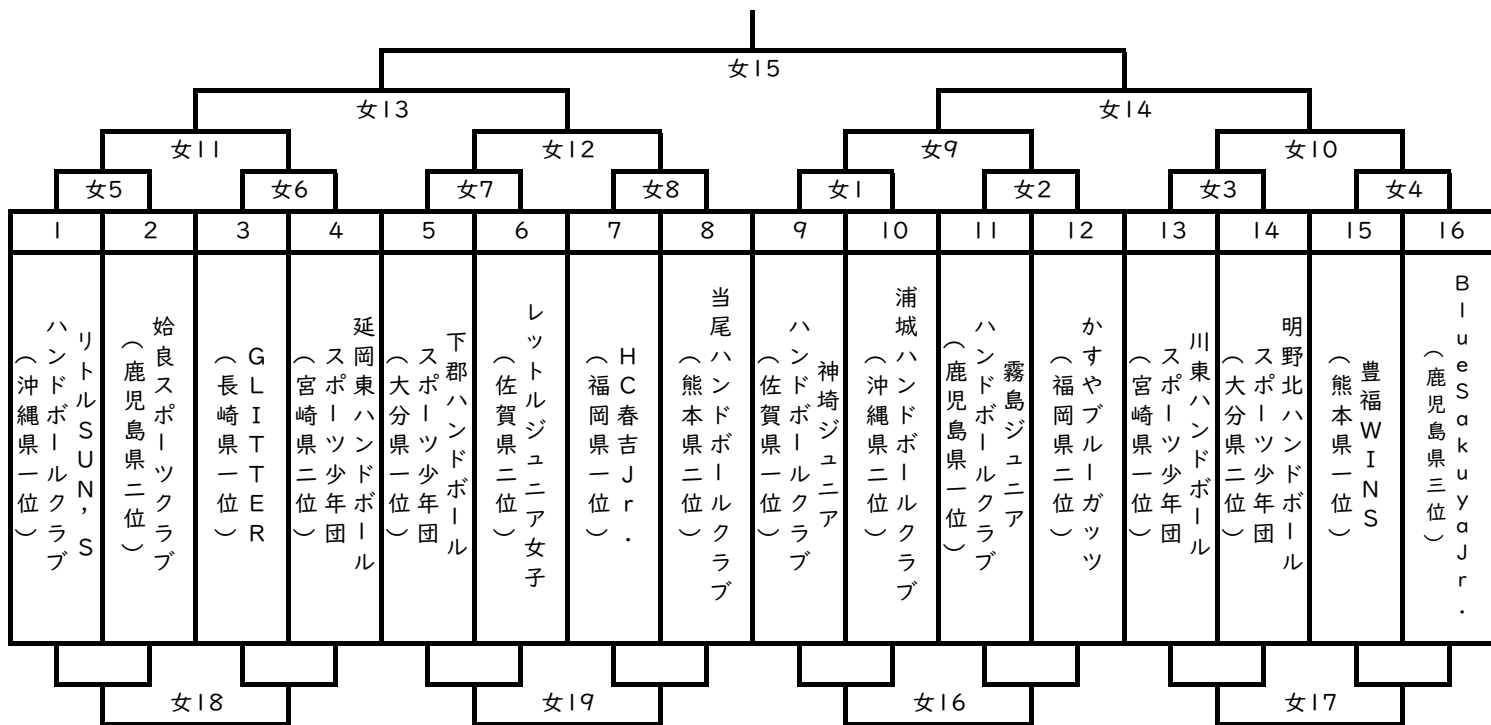 女15
女13
女14
女11
女12
女9
女10
女5
女6
女7
女8
女1
女2
女3
女4
1
2
3
4
5
6
7
8
9
10
11
12
13
14
15
16
リトルSUN'S
ハンドボールクラブ
（沖縄県一位）
姶良スポーツクラブ
（鹿児島県二位）
GLITTER
（長崎県一位）
延岡東ハンドボール
スポーツ少年団
（宮崎県二位）
下郡ハンドボール
スポーツ少年団
（大分県一位）
レットルジュニア女子
（佐賀県二位）
HC春吉Jr.
（福岡県一位）
当尾ハンドボールクラブ
（熊本県二位）
神埼ジュニア
ハンドボールクラブ
（佐賀県一位）
浦城ハンドボールクラブ
（沖縄県二位）
霧島ジュニア
ハンドボールクラブ
（鹿児島県一位）
かすやブルーガッツ
（福岡県二位）
川東ハンドボール
スポーツ少年団
（宮崎県一位）
明野北ハンドボール
スポーツ少年団
（大分県二位）
豊福WINS
（熊本県一位）
BlueSakuyaJr.
（鹿児島県三位）
女18
女19
女16
女17